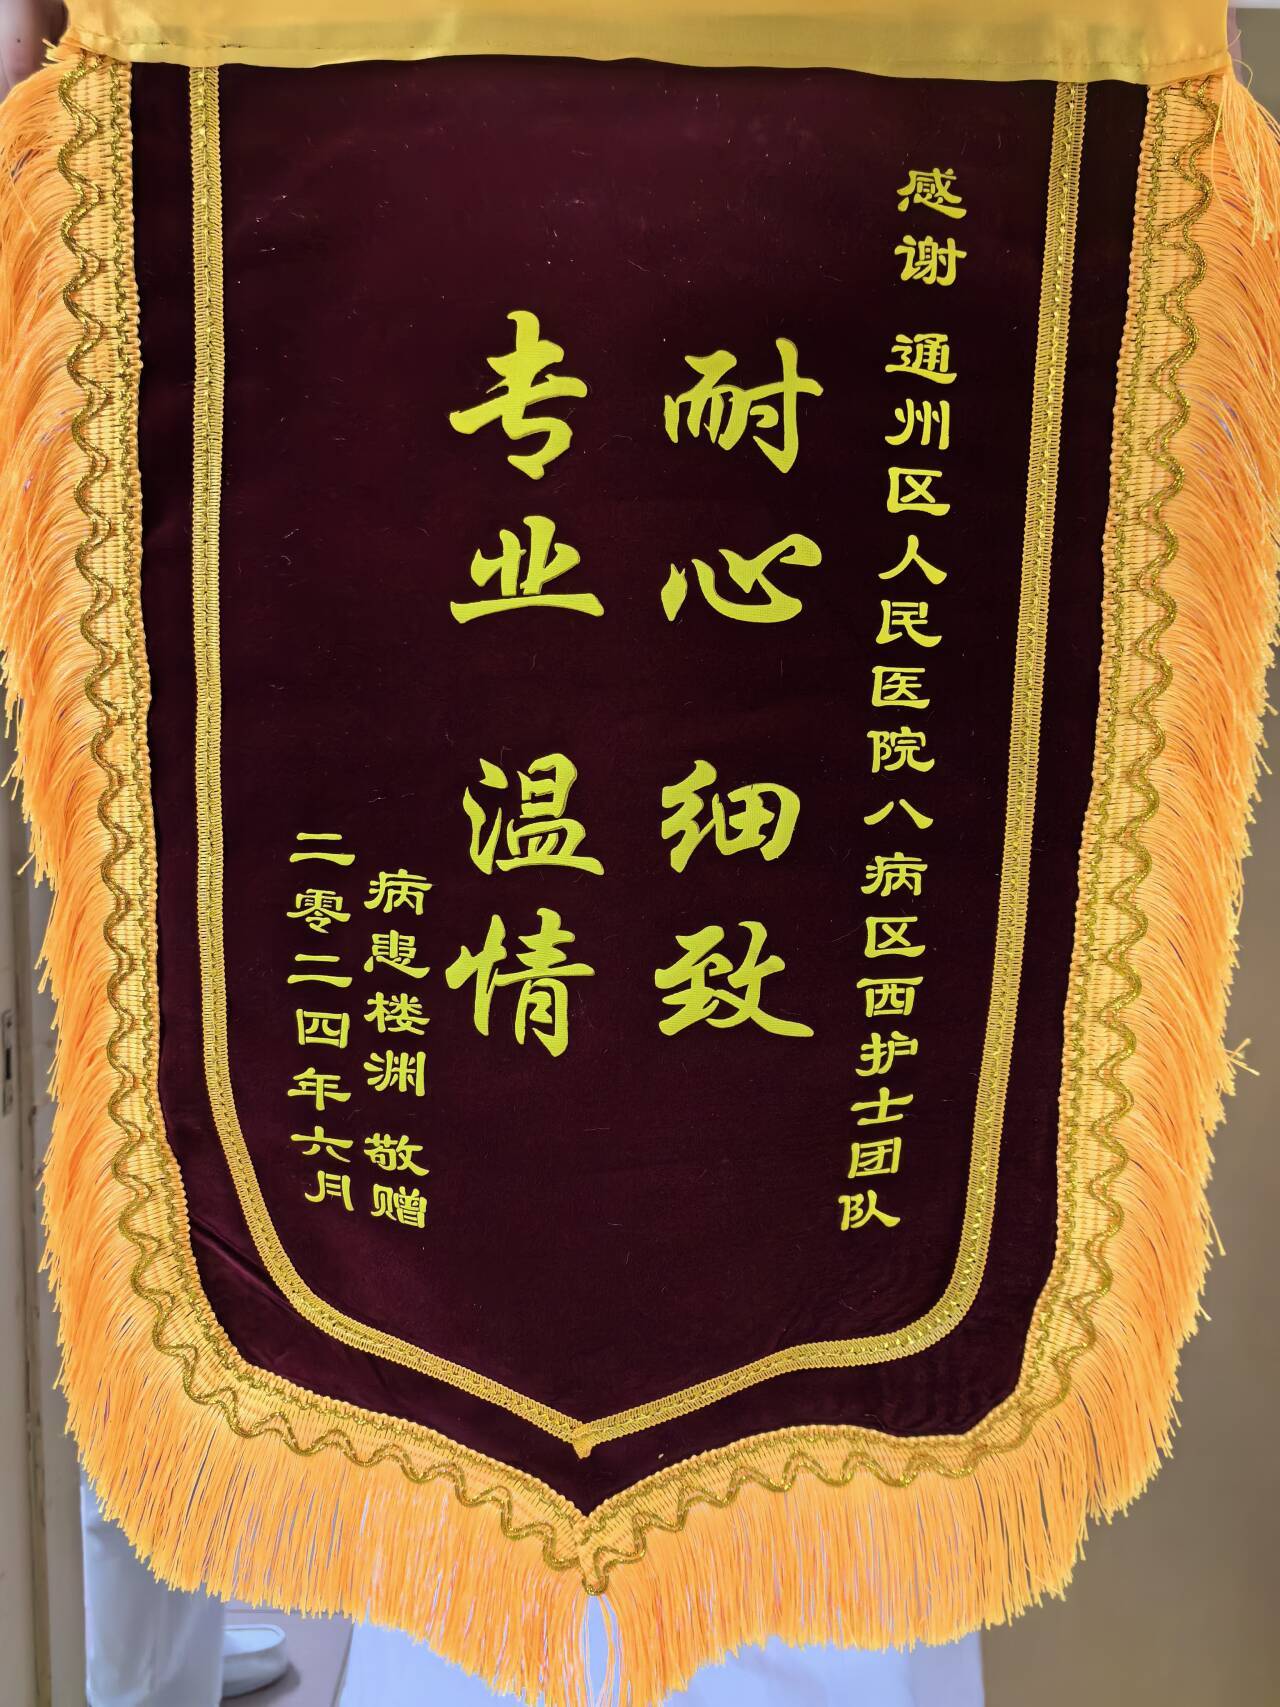 感谢 通州区人民医院八病区西护士团队
耐心 细致
专业 温情
病患楼渊 敬赠
二零二四年六月